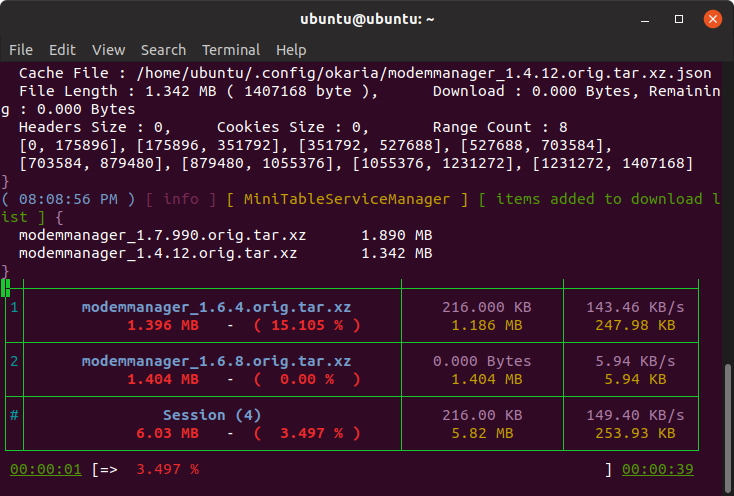 ubuntu@ubuntu: ~
File Edit View Search Terminal Help
Cache File : /home/ubuntu/.config/okaria/modemmanager_1.4.12.orig.tar.xz.json
File Length : 1.342 MB ( 1407168 byte ), Download : 0.000 Bytes, Remainin
g : 0.000 Bytes
Headers Size : 0, Cookies Size : 0, Range Count : 8
[0, 175896], [175896, 351792], [351792, 527688], [527688, 703584],
[703584, 879480], [879480, 1055376], [1055376, 1231272], [1231272, 1407168]
}
( 08:08:56 PM ) [ info ] [ MiniTableServiceManager ] [ items added to download l
ist ] {
modemmanager_1.7.990.orig.tar.xz 1.890 MB
modemmanager_1.4.12.orig.tar.xz 1.342 MB
}
1 modemmanager_1.6.4.orig.tar.xz 216.000 KB 143.46 KB/s
1.396 MB - ( 15.105 % ) 1.186 MB 247.98 KB
2 modemmanager_1.6.8.orig.tar.xz 0.000 Bytes 5.94 KB/s
1.404 MB - ( 0.00 % ) 1.404 MB 5.94 KB
# Session (4) 216.00 KB 149.40 KB/s
6.03 MB - ( 3.497 % ) 5.82 MB 253.93 KB
00:00:01 [=> 3.497 % ] 00:00:39